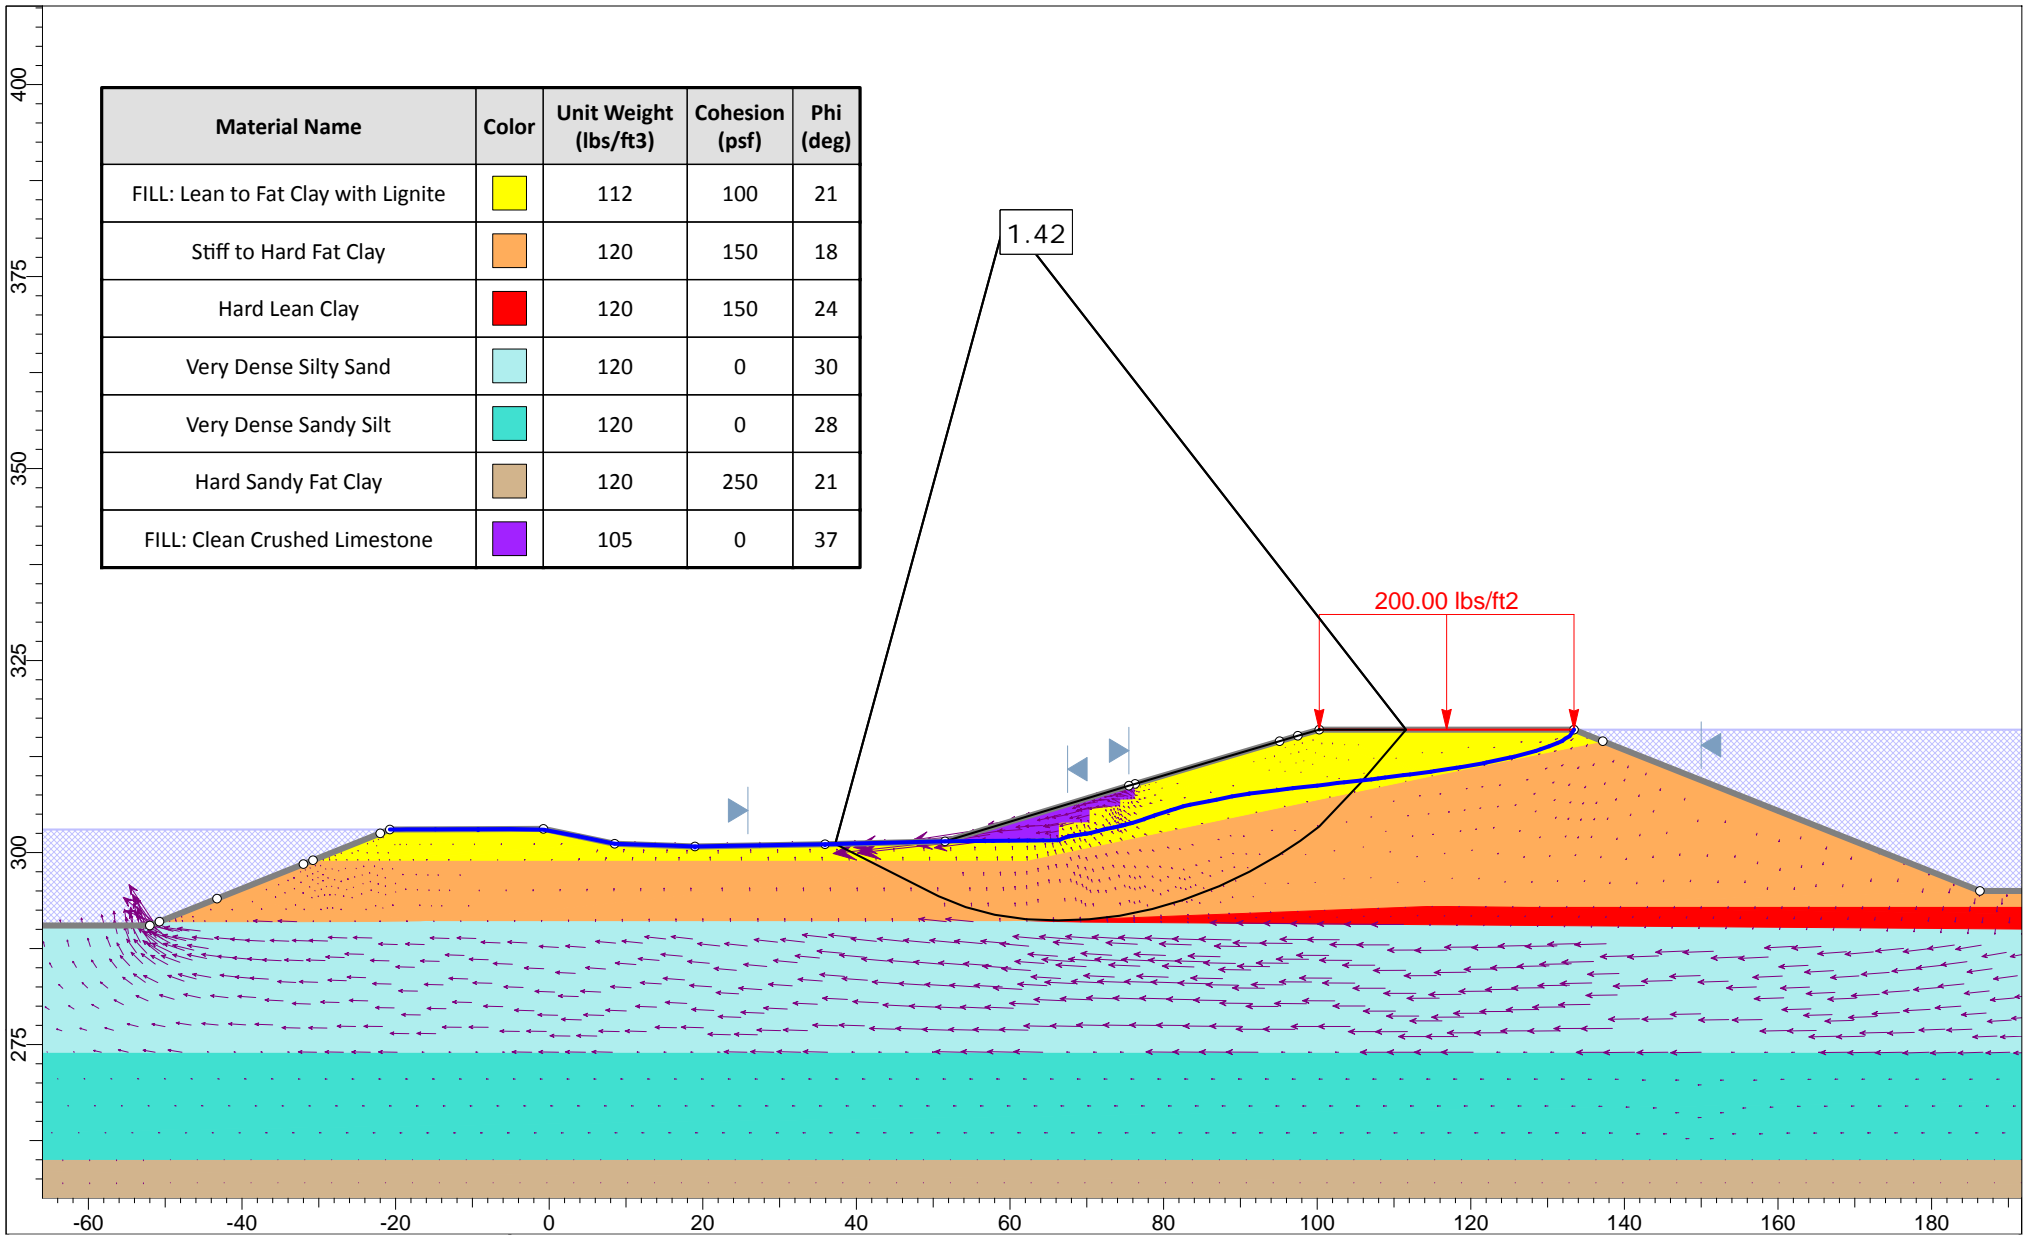 400
375
350
325
300
275
Material Name Color Unit Weight (lbs/ft3) Cohesion (psf) Phi (deg)
FILL: Lean to Fat Clay with Lignite 112 100 21
Stiff to Hard Fat Clay 120 150 18
Hard Lean Clay 120 150 24
Very Dense Silty Sand 120 0 30
Very Dense Sandy Silt 120 0 28
Hard Sandy Fat Clay 120 250 21
FILL: Clean Crushed Limestone 105 0 37
1.42
200.00 lbs/ft2
-60 -40 -20 0 20 40 60 80 100 120 140 160 180